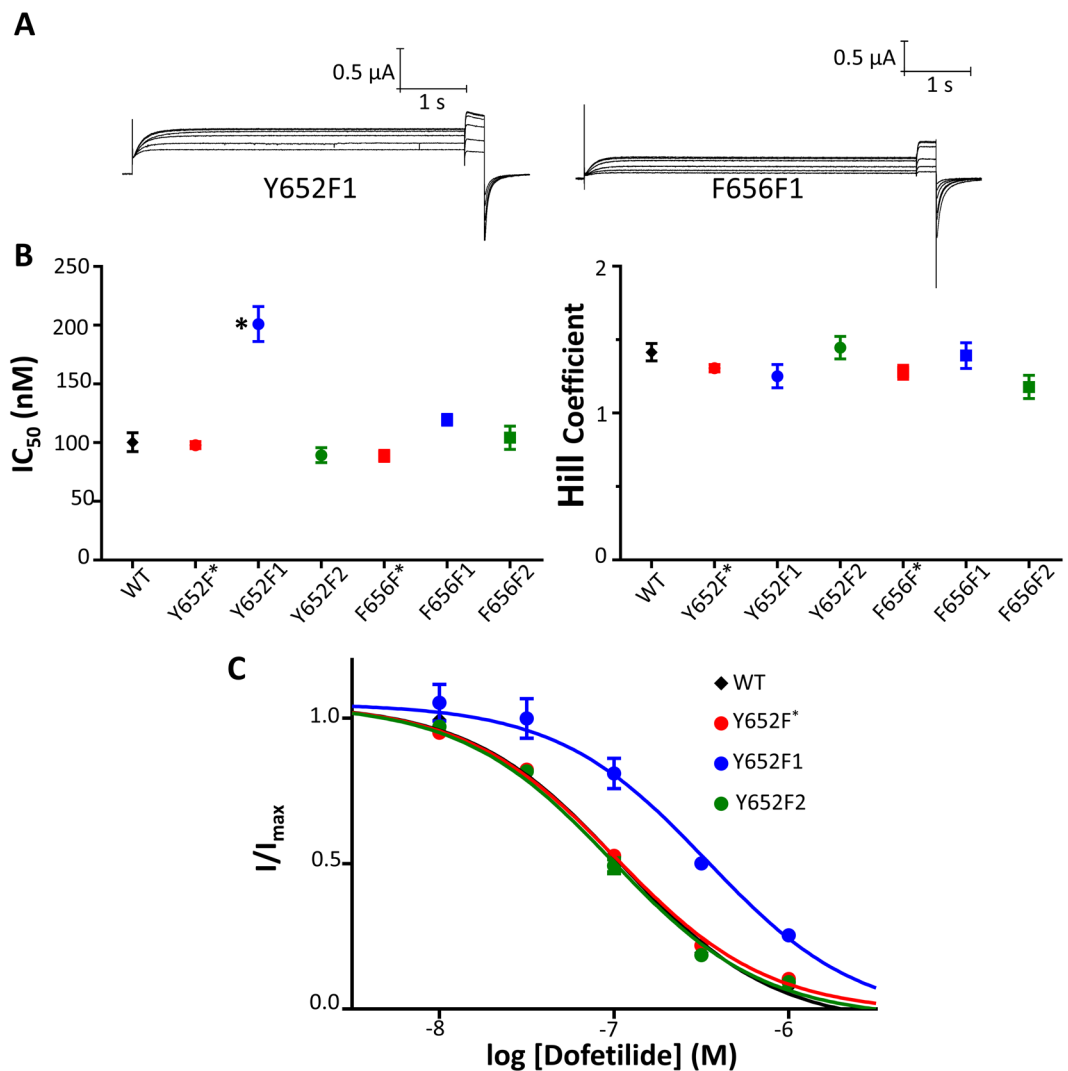 A
0.5 μA
1 s
Y652F1
0.5 μA
1 s
F656F1
B
IC50 (nM)
250
200
150
100
50
0
*
WT
Y652F*
Y652F1
Y652F2
F656F*
F656F1
F656F2
Hill Coefficient
2
1
0
WT
Y652F*
Y652F1
Y652F2
F656F*
F656F1
F656F2
C
I/Imax
1.0
0.5
0.0
-8
-7
-6
log [Dofetilide] (M)
WT
Y652F*
Y652F1
Y652F2